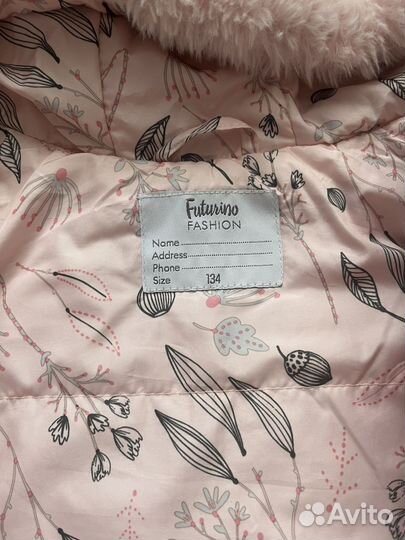 Futurino
FASHION
Name
Address
Phone
Size 134
Avito